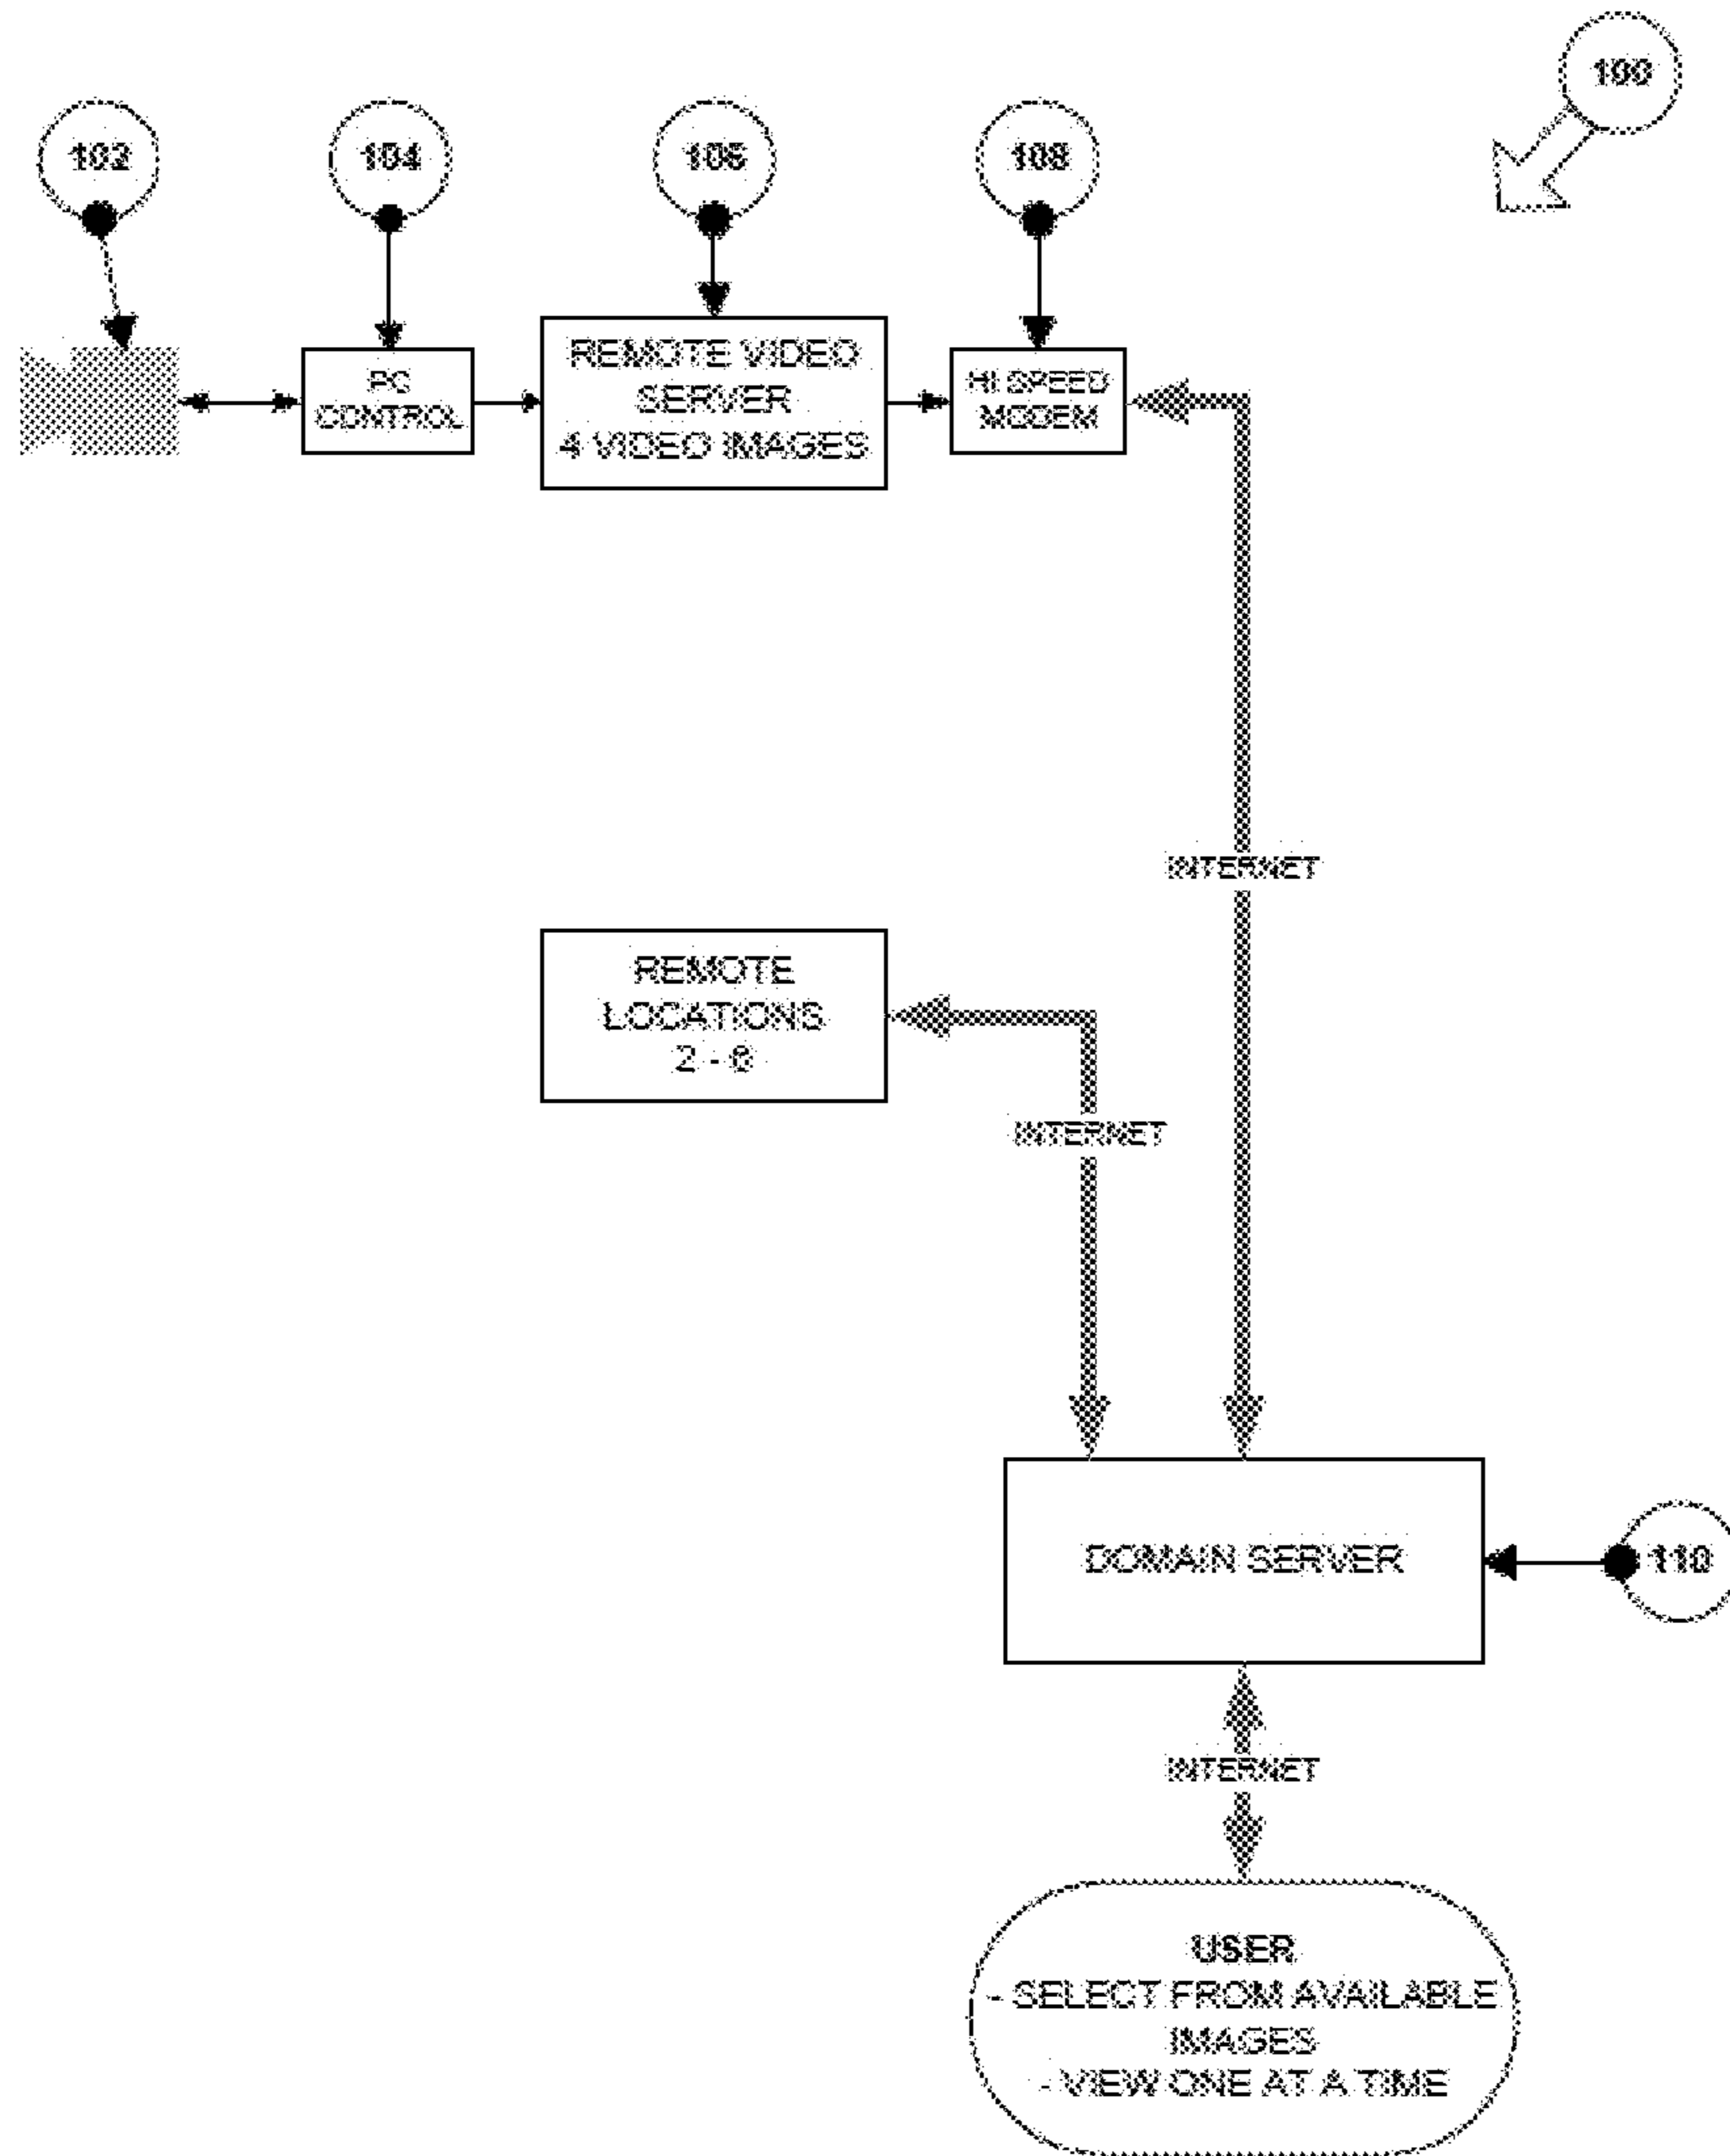 100
102
104
106
108
PC
CONTROL
REMOTE VIDEO
SERVER
4 VIDEO IMAGES
HI SPEED
MODEM
INTERNET
REMOTE
LOCATIONS
INTERNET
DOMAIN SERVER
110
INTERNET
USER
- SELECT FROM AVAILABLE
IMAGES
- VIEW ONE AT A TIME